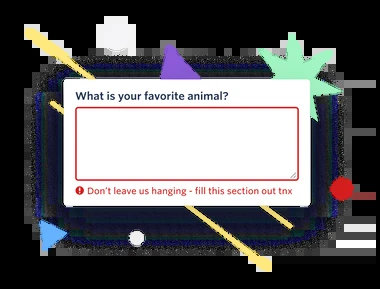 What is your favorite animal?
Don't leave us hanging - fill this section out tnx